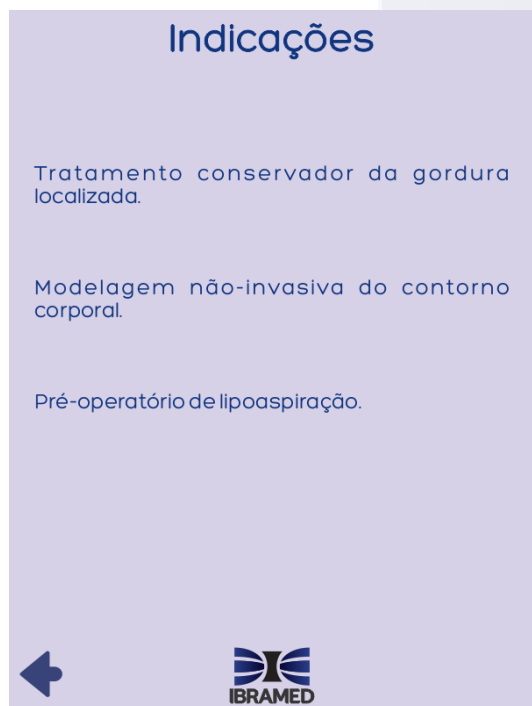 Indicações
Tratamento conservador da gordura
localizada.
Modelagem não-invasiva do contorno
corporal.
Pré-operatório de lipoaspiração.
IBRAMED